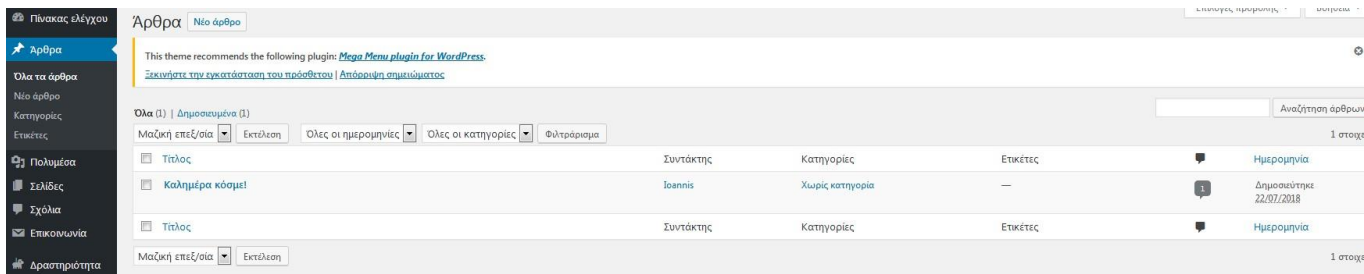 Πίνακας ελέγχου
Άρθρα
Όλα τα άρθρα
Νέο άρθρο
Κατηγορίες
Ετικέτες
Πολυμέσα
Σελίδες
Σχόλια
Επικοινωνία
Δραστηριότητα
Άρθρα Νέο άρθρο
This theme recommends the following plugin: Mega Menu plugin for WordPress.
Ξεκινήστε την εγκατάσταση του πρόσθετου | Απόρριψη σημειώματος
Όλα (1) | Δημοσιευμένα (1)
Αναζήτηση άρθρων
Μαζική επεξ/σία Εκτέλεση Όλες οι ημερομηνίες Όλες οι κατηγορίες Φιλτράρισμα 1 στοιχε
Τίτλος Συντάκτης Κατηγορίες Ετικέτες Ημερομηνία
Καλημέρα κόσμε! Ioannis Χωρίς κατηγορία — 1 Δημοσιεύτηκε
22/07/2018
Τίτλος Συντάκτης Κατηγορίες Ετικέτες Ημερομηνία
Μαζική επεξ/σία Εκτέλεση 1 στοιχε